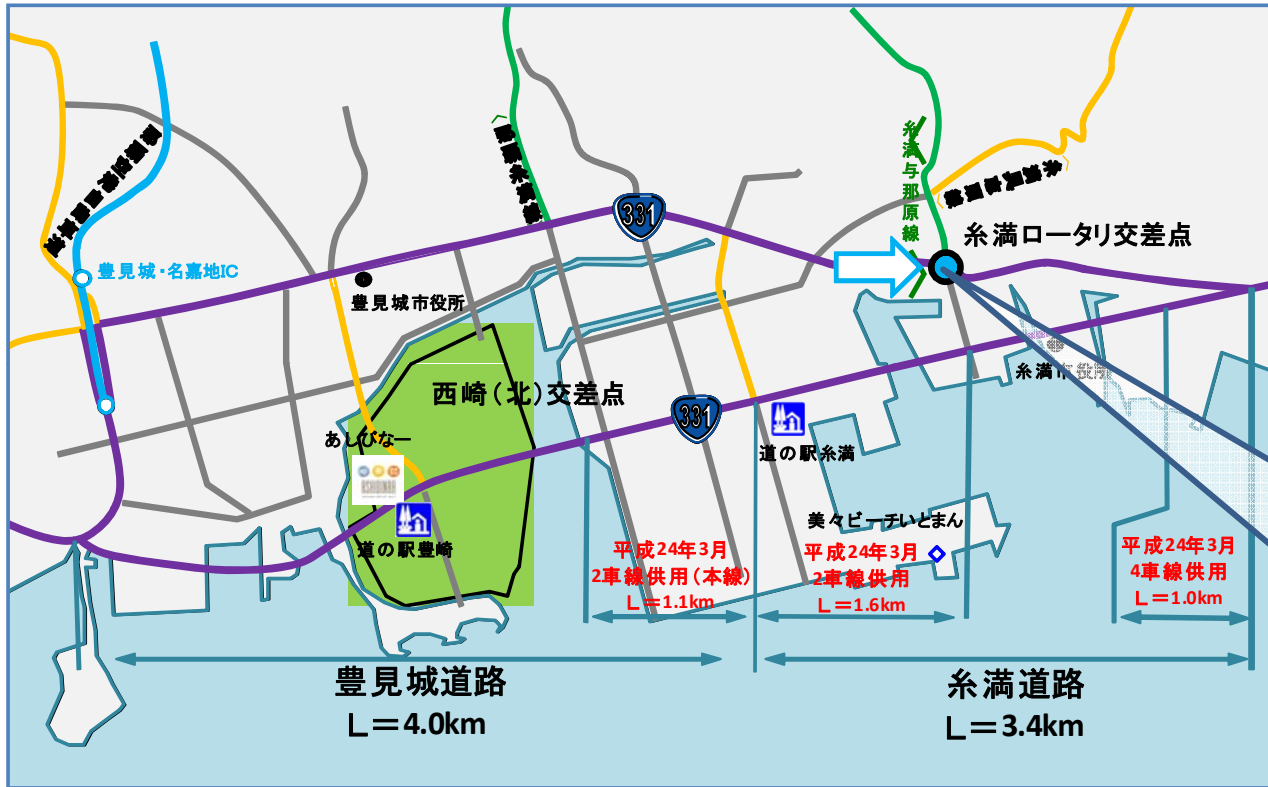 糸満与那原線
331
糸満ロータリ交差点
豊見城・名嘉地IC
豊見城市役所
糸満市役所
西崎(北)交差点
331
あしびなー
ASHIBINAH
道の駅糸満
道の駅豊崎
美々ビーチいとまん
平成24年3月
2車線供用(本線)
L=1.1km
平成24年3月
2車線供用
L=1.6km
平成24年3月
4車線供用
L=1.0km
豊見城道路
L=4.0km
糸満道路
L=3.4km